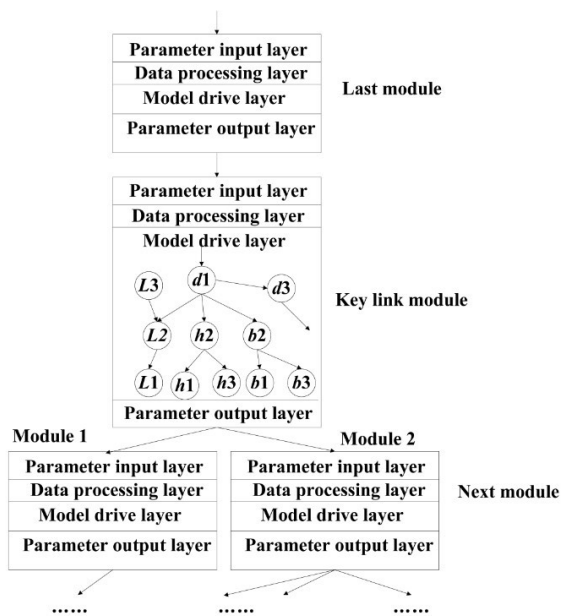 Parameter input layer
Data processing layer
Model drive layer
Parameter output layer
Last module
Parameter input layer
Data processing layer
Model drive layer
L3
d1
d3
L2
h2
b2
L1
h1
h3
b1
b3
Key link module
Parameter output layer
Module 1
Module 2
Parameter input layer
Data processing layer
Model drive layer
Parameter output layer
Parameter input layer
Data processing layer
Model drive layer
Parameter output layer
Next module
......
......
......